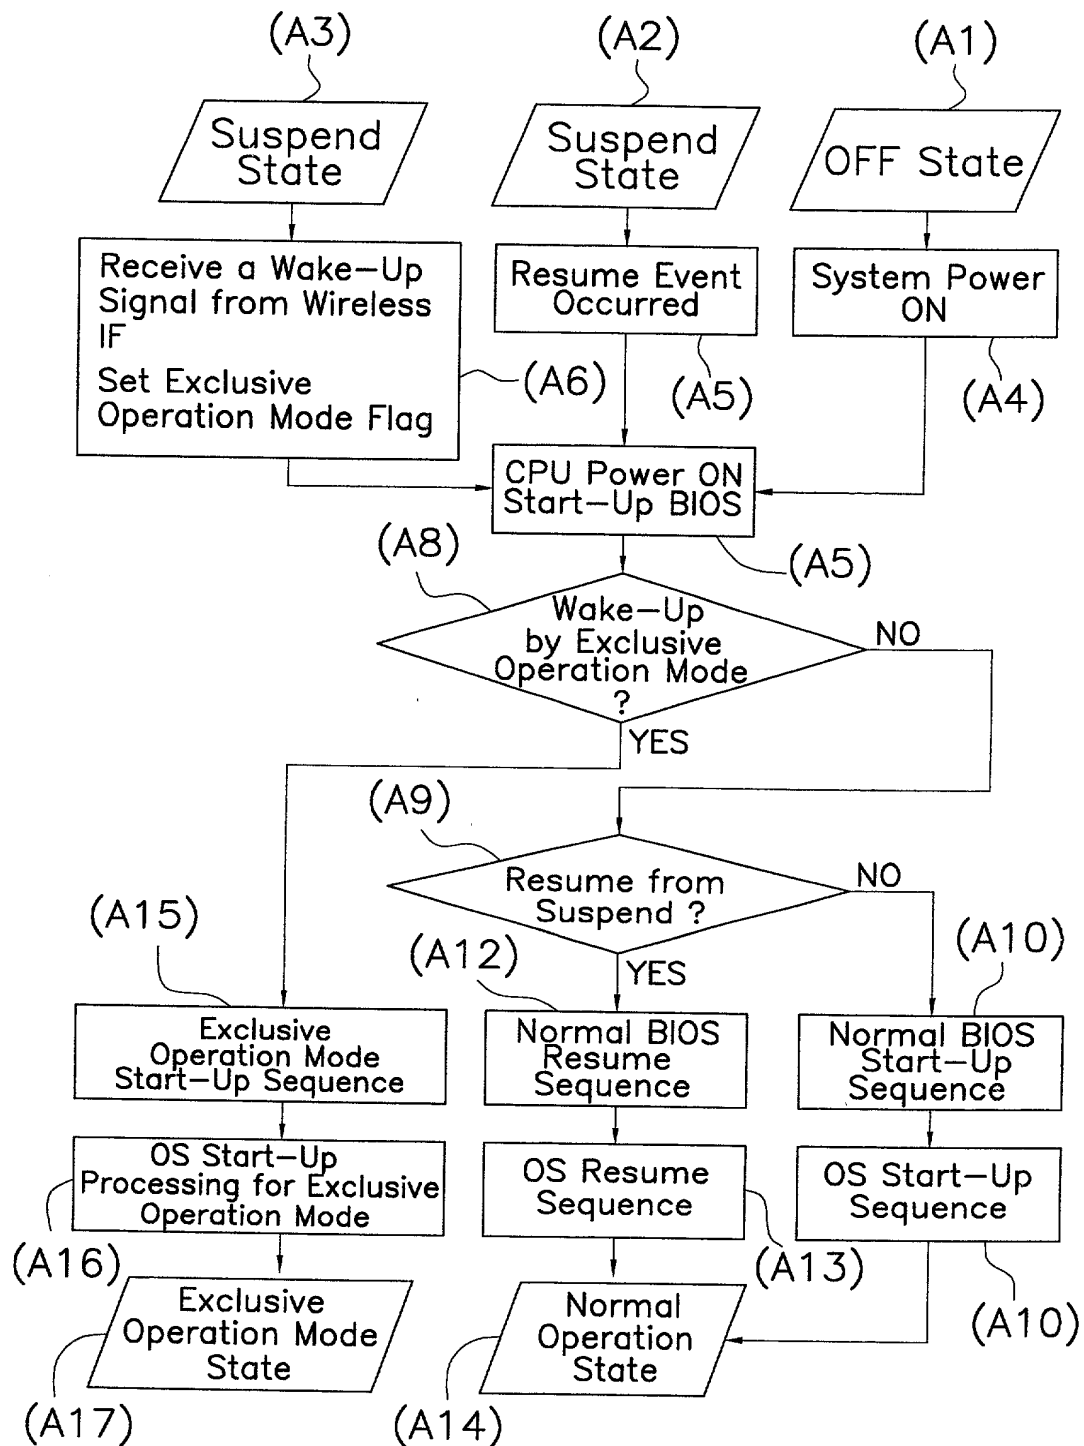 (A3)
(A2)
(A1)
Suspend
State
Suspend
State
OFF State
Receive a Wake-Up
Signal from Wireless
IF
Set Exclusive
Operation Mode Flag
(A6)
Resume Event
Occurred
(A5)
System Power
ON
(A4)
CPU Power ON
Start-Up BIOS
(A5)
(A8)
Wake-Up
by Exclusive
Operation Mode
?
NO
YES
(A9)
Resume from
Suspend ?
NO
YES
(A15)
(A12)
(A10)
Exclusive
Operation Mode
Start-Up Sequence
Normal BIOS
Resume
Sequence
Normal BIOS
Start-Up
Sequence
OS Start-Up
Processing for Exclusive
Operation Mode
(A16)
OS Resume
Sequence
(A13)
OS Start-Up
Sequence
(A10)
Exclusive
Operation Mode
State
(A17)
Normal
Operation
State
(A14)